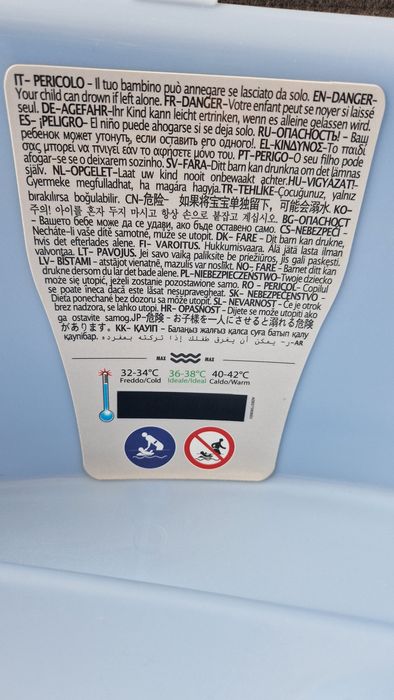 IT- PERICOLO - Il tuo bambino può annegare se lasciato da solo. EN-DANGER-
Your child can drown if left alone. FR-DANGER-Votre enfant peut se noyer si laissé
seul. DE-AGEFAHR-Ihr Kind kann leicht ertrinken, wenn es alleine gelassen wird.
ES- ¡PELIGRO- El niño puede ahogarse si se deja solo. RU-ОПАСНОСТЬ! - Ваш
ребенок может утонуть, если оставить его одного!. EL-ΚΙΝΔΥΝΟΣ-Το παιδί
σας μπορεί να πνιγεί εάν το αφήσετε μόνο του. PT-PERIGO-O seu filho pode
afogar-se se o deixarem sozinho. SV-FARA-Ditt barn kan drunkna om det lämnas
själv. NL-OPGELET-Laat uw kind nooit onbewaakt achter.HU-VIGYÁZAT!-
Gyermeke megfulladhat, ha magára hagyja.TR-TEHLİKE-Çocuğunuz, yalnız
bırakılırsa boğulabilir. CN-危险- 如果将宝宝单独留下，可能会溺水. KO-
주의! 아이를 혼자 두지 마시고 항상 손으로 붙잡고 계십시오. BG-ОПАСНОСТ
- Вашето бебе може да се удави, ако бъде оставено само. CS-NEBEZPEČÍ -
Necháte-li vaše dítě samotné, může se utopit. DK- FARE - Dit barn kan drukne,
hvis det efterlades alene. FI- VAROITUS. Hukkumisvaara. Älä jätä lasta ilman
valvontaa. LT- PAVOJUS. Jei savo vaiką paliksite be priežiūros, jis gali paskęsti.
LV- BĪSTAMI - atstājot vienatnē, mazulis var noslīkt. NO- FARE - Barnet ditt kan
drukne dersom du lar det bade alene. PL-NIEBEZPIECZEŃSTWO-Twoje dziecko
może się utopić, jeżeli zostanie pozostawione samo. RO - PERICOL- Copilul
se poate îneca dacă este lăsat nesupravegheat. SK- NEBEZPEČENSTVO -
Dieťa ponechané bez dozoru sa môže utopiť. SL- NEVARNOST - Če je otrok
brez nadzora, se lahko utopi. HR- OPASNOST - Dijete se može utopiti ako
ga ostavite samog.JP-危険 - お子様を一人にさせると溺れる危険
があります。KK- ҚАУІП - Балаңыз жалғыз қалса суға батып қалу
қаупі бар. يمكن أن يغرق طفلك إذا تركته بمفرده -AR
MAX MAX
32-34°C 36-38°C 40-42°C
Freddo/Cold Ideale/Ideal Caldo/Warm